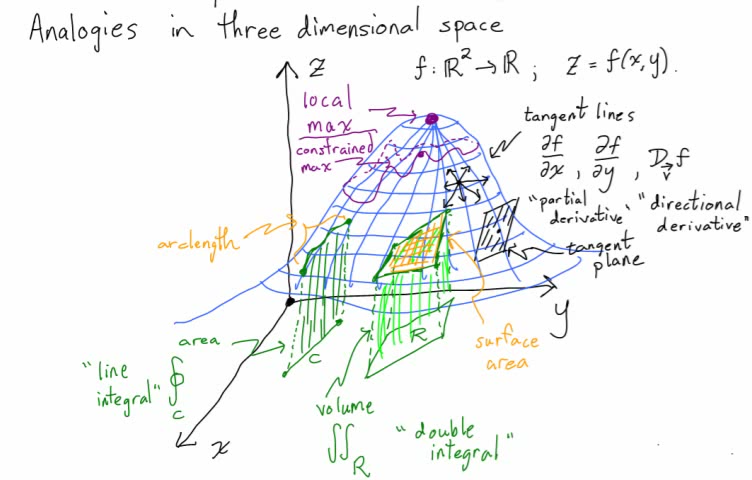 Analogies in three dimensional space
f : ℝ² → ℝ ; z = f(x,y).
z
local
max
constrained
max
tangent lines
∂f/∂x , ∂f/∂y , D_v⃗ f
"partial derivative"
"directional derivative"
tangent
plane
arclength
y
surface
area
area
C
R
"line
integral" ∮_C
volume
∬_R "double
integral"
x